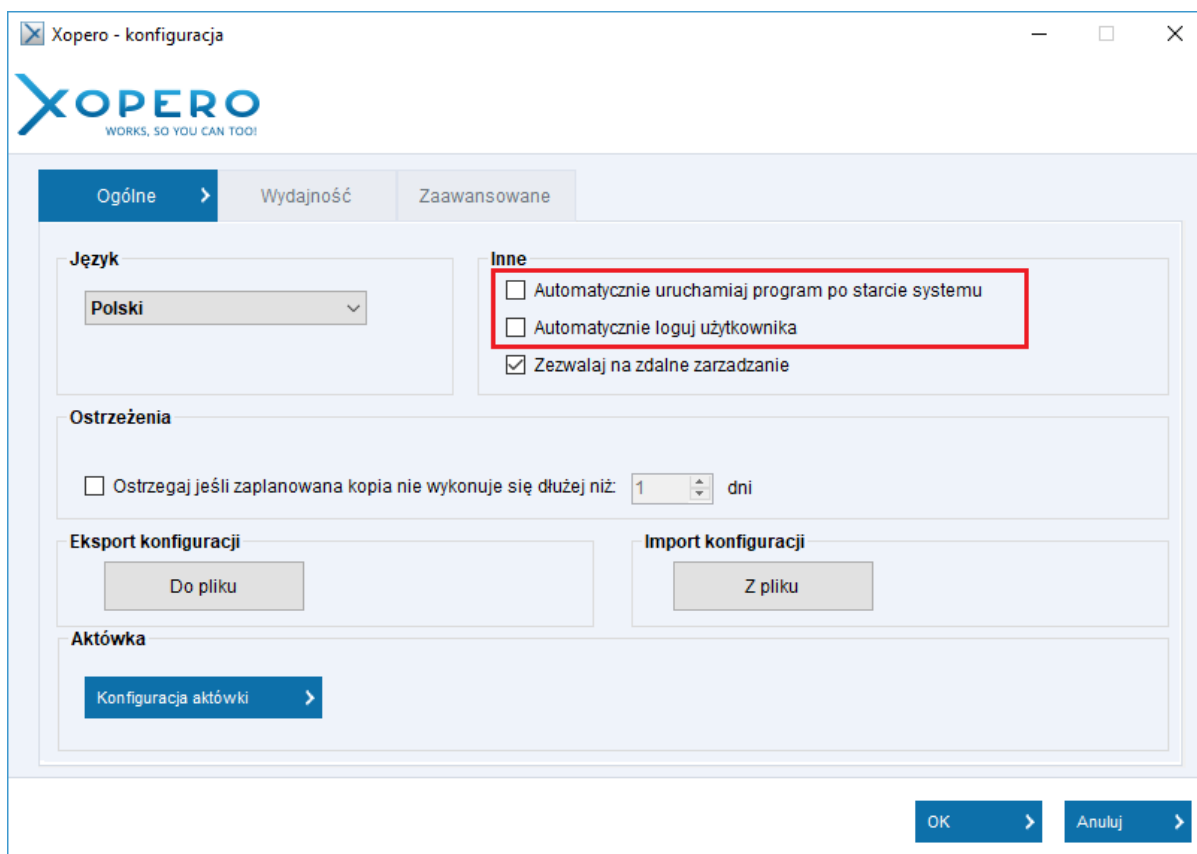 Xopero - konfiguracja
XOPERO
WORKS, SO YOU CAN TOO!
Ogólne
Wydajność
Zaawansowane
Język
Polski
Inne
Automatycznie uruchamiaj program po starcie systemu
Automatycznie loguj użytkownika
Zezwalaj na zdalne zarzadzanie
Ostrzeżenia
Ostrzegaj jeśli zaplanowana kopia nie wykonuje się dłużej niż: 1 dni
Eksport konfiguracji
Do pliku
Import konfiguracji
Z pliku
Aktówka
Konfiguracja aktówki
OK
Anuluj